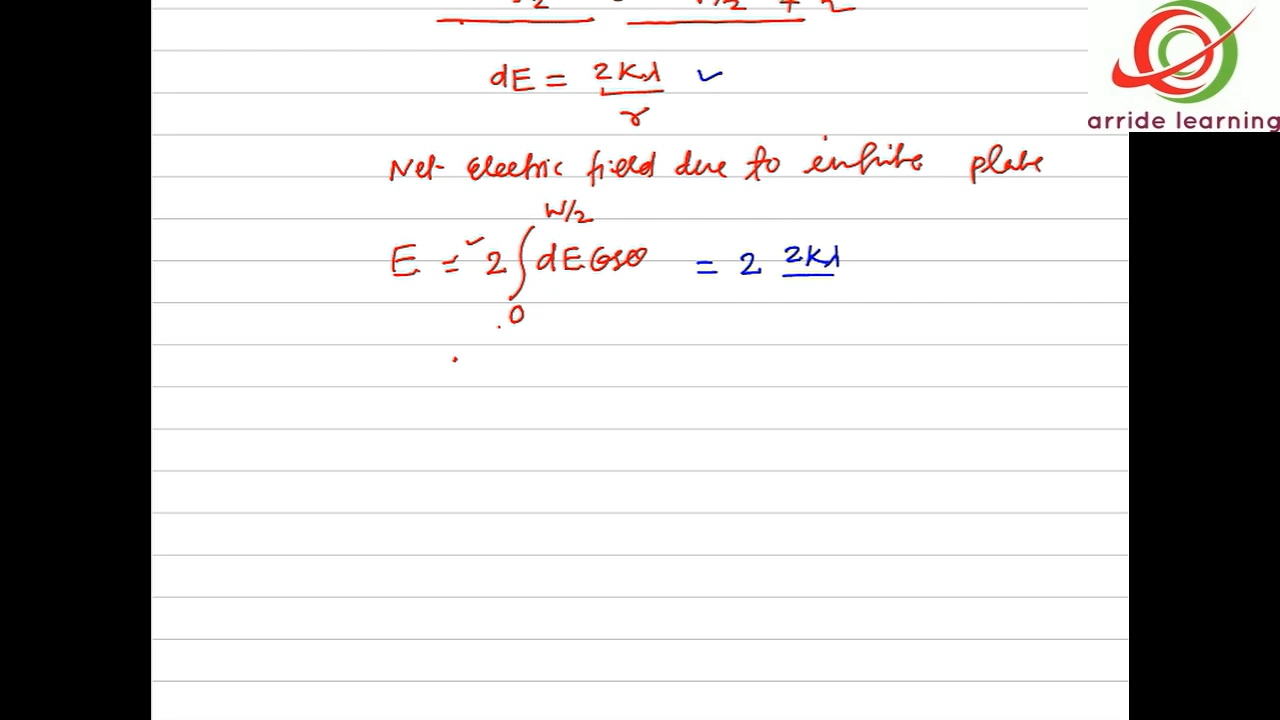 dE = 2Kλ / r ✓
arride learning
Net Electric field due to infinite plate
W/2
E = 2 ∫ dE Cosθ = 2 2Kλ
0